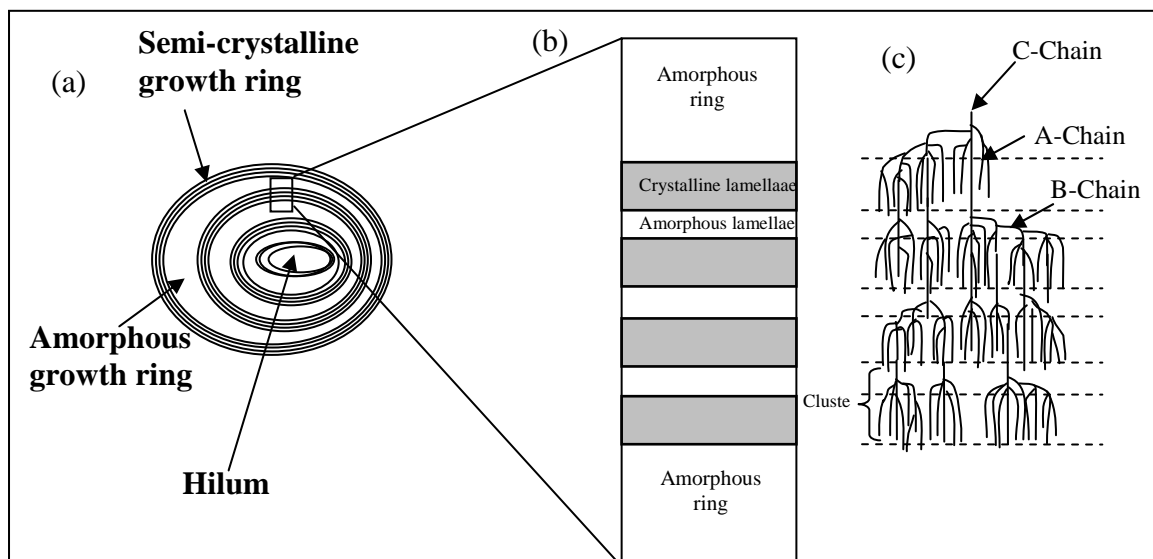 (a)
Semi-crystalline
growth ring
Amorphous
growth ring
Hilum
(b)
Amorphous
ring
Crystalline lamellaae
Amorphous lamellae
Amorphous
ring
(c)
C-Chain
A-Chain
B-Chain
Cluste